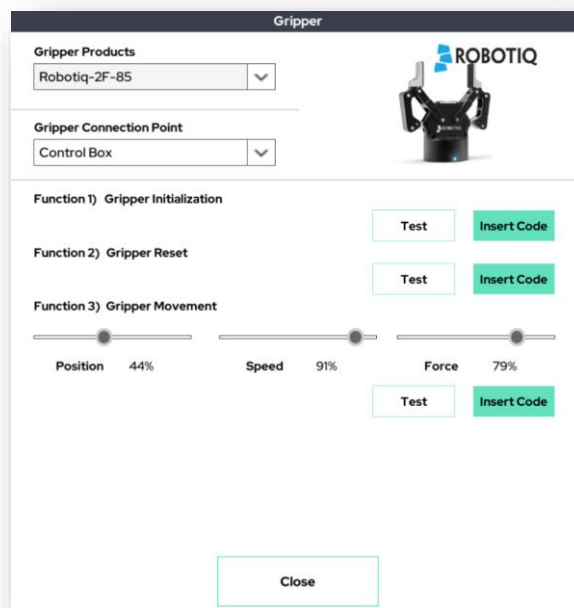 Gripper
Gripper Products
Robotiq-2F-85
ROBOTIQ
ROBOTIQ
Gripper Connection Point
Control Box
Function 1) Gripper Initialization
Test Insert Code
Function 2) Gripper Reset
Test Insert Code
Function 3) Gripper Movement
Position 44% Speed 91% Force 79%
Test Insert Code
Close